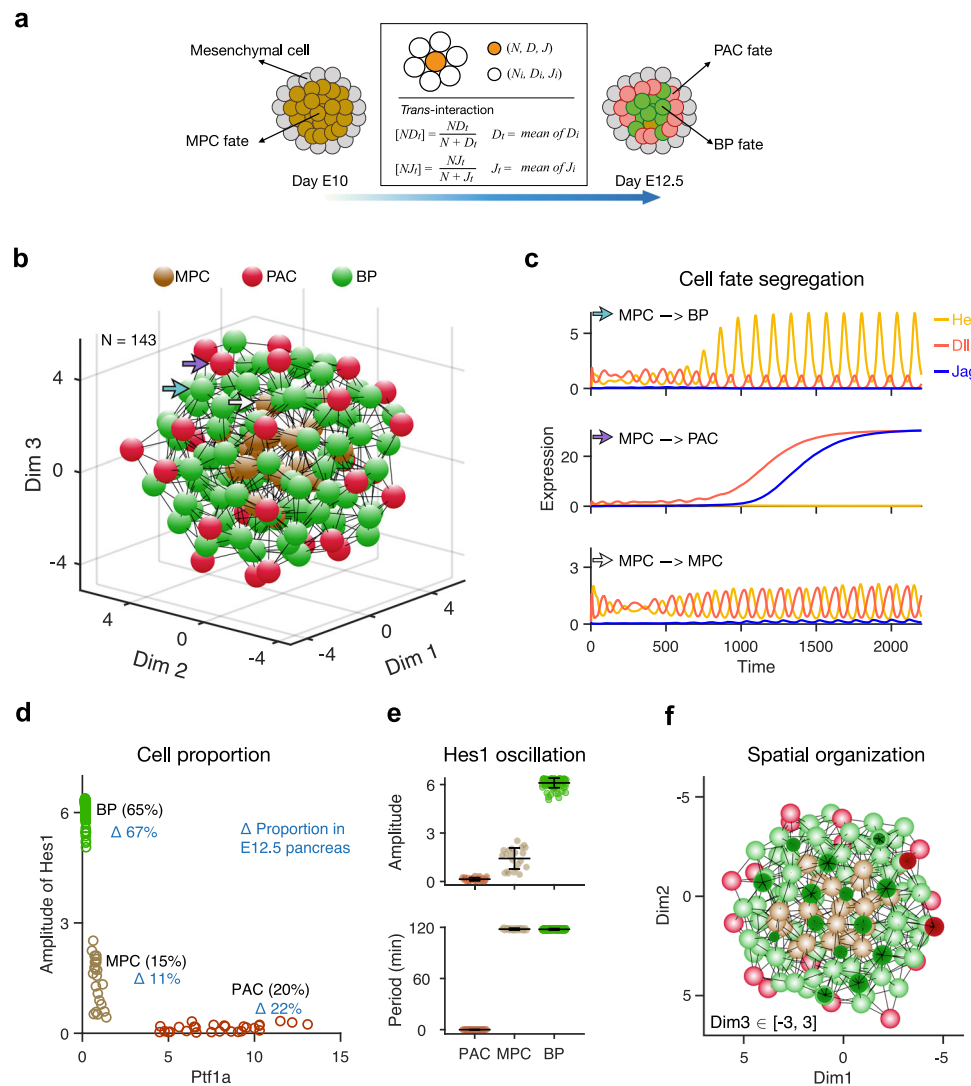 a
Mesenchymal cell
MPC fate
Day E10
(N, D, J)
(Nᵢ, Dᵢ, Jᵢ)
Trans-interaction
[NDₜ] = NDₜ / N + Dₜ Dₜ = mean of Dᵢ
[NJₜ] = NJₜ / N + Jₜ Jₜ = mean of Jᵢ
PAC fate
BP fate
Day E12.5
b
MPC PAC BP
N = 143
Dim 3
4
0
-4
4
0
-4
Dim 2
-4
0
4
Dim 1
c
Cell fate segregation
MPC —> BP
5
0
He
Dll
Jag
MPC —> PAC
20
0
Expression
MPC —> MPC
3
0
0 500 1000 1500 2000
Time
d
Cell proportion
Amplitude of Hes1
6
3
0
BP (65%)
Δ 67%
Δ Proportion in
E12.5 pancreas
MPC (15%)
Δ 11%
PAC (20%)
Δ 22%
0 5 10 15
Ptf1a
e
Hes1 oscillation
Amplitude
6
3
0
Period (min)
120
60
0
PAC MPC BP
f
Spatial organization
Dim2
-5
0
5
Dim3 ∈ [-3, 3]
5 0 -5
Dim1